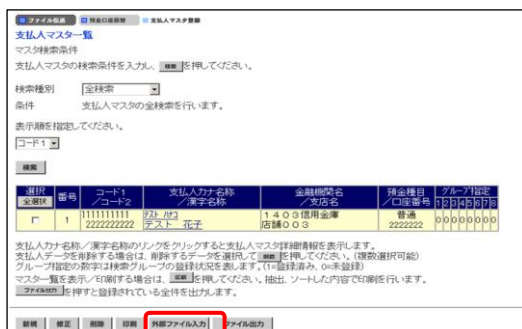 ファイル伝送 預金口座振替 支払人マスタ登録
支払人マスター覧
マスタ検索条件
支払人マスタの検索条件を入力し、検索を押してください。
検索種別 全検索
条件 支払人マスタの全検索を行います。
表示順を指定してください。
コード1
検索
選択 番号 コード1 支払人カナ名称 金融機関名 預金種目 グループ指定
全選択 /コード2 /漢字名称 /支店名 /口座番号 1 2 3 4 5 6 7 8
1 1111111111 テスト ハナコ 1403信用金庫 普通 0 0 0 0 0 0 0 0
2222222222 テスト 花子 店舗003 2222222
支払人カナ名称/漢字名称のリンクをクリックすると支払人マスタ詳細情報を表示します。
支払人データを削除する場合は、削除するデータを選択して削除を押してください。(複数選択可能)
グループ指定の数字は検索グループの登録状況を表します。(1=登録済み、0=未登録)
マスター覧を表示/印刷する場合は、印刷を押してください。抽出、ソートした内容で印刷を行います。
ファイル出力を押すと登録されている全件を出力します。
新規 修正 削除 印刷 外部ファイル入力 ファイル出力